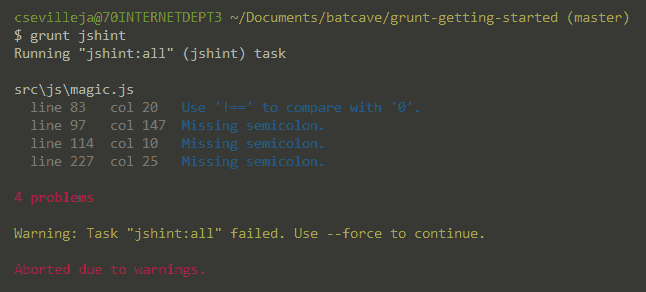 csevilleja@70INTERNETDEPT3 ~/Documents/batcave/grunt-getting-started (master)
$ grunt jshint
Running "jshint:all" (jshint) task
src\js\magic.js
line 83 col 20 Use '!==' to compare with '0'.
line 97 col 147 Missing semicolon.
line 114 col 10 Missing semicolon.
line 227 col 25 Missing semicolon.
4 problems
Warning: Task "jshint:all" failed. Use --force to continue.
Aborted due to warnings.